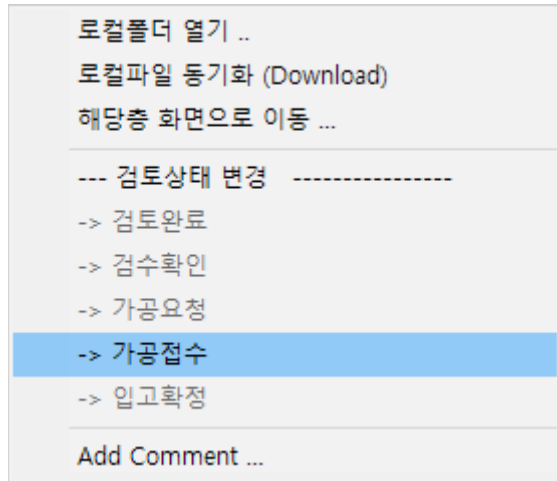 로컬폴더 열기 ..
로컬파일 동기화 (Download)
해당층 화면으로 이동 ...
--- 검토상태 변경   ----------------
-> 검토완료
-> 검수확인
-> 가공요청
-> 가공접수
-> 입고확정
Add Comment ...